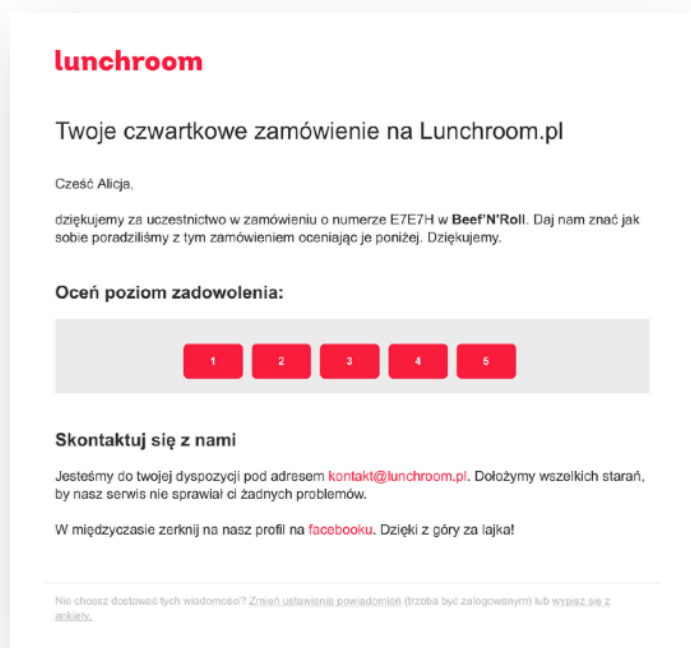 lunchroom
Twoje czwartkowe zamówienie na Lunchroom.pl
Cześć Alicja,
dziękujemy za uczestnictwo w zamówieniu o numerze E7E7H w Beef'N'Roll. Daj nam znać jak
sobie poradziliśmy z tym zamówieniem oceniając je poniżej. Dziękujemy.
Oceń poziom zadowolenia:
1 2 3 4 5
Skontaktuj się z nami
Jesteśmy do twojej dyspozycji pod adresem kontakt@lunchroom.pl. Dołożymy wszelkich starań,
by nasz serwis nie sprawiał ci żadnych problemów.
W międzyczasie zerknij na nasz profil na facebooku. Dzięki z góry za lajka!
Nie chcesz dostawać tych wiadomości? Zmień ustawienia powiadomień (trzeba być zalogowanym) lub wypisz się z
ankiety.